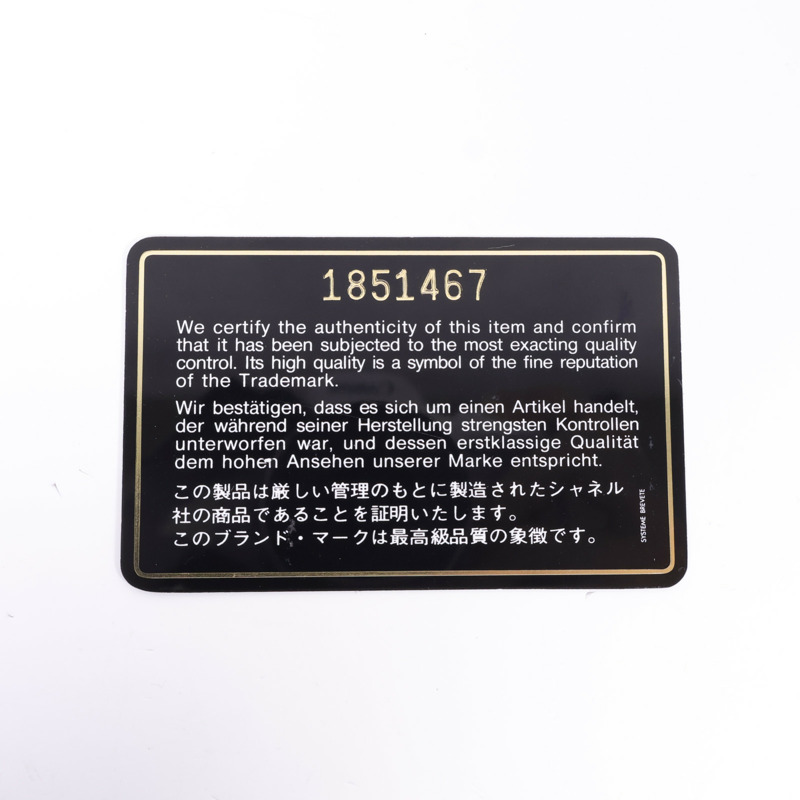 1851467
We certify the authenticity of this item and confirm
that it has been subjected to the most exacting quality
control. Its high quality is a symbol of the fine reputation
of the Trademark.
Wir bestätigen, dass es sich um einen Artikel handelt,
der während seiner Herstellung strengsten Kontrollen
unterworfen war, und dessen erstklassige Qualität
dem hohen Ansehen unserer Marke entspricht.
この製品は厳しい管理のもとに製造されたシャネル
社の商品であることを証明いたします。
このブランド・マークは最高級品質の象徴です。
SYSTEME BREVETE